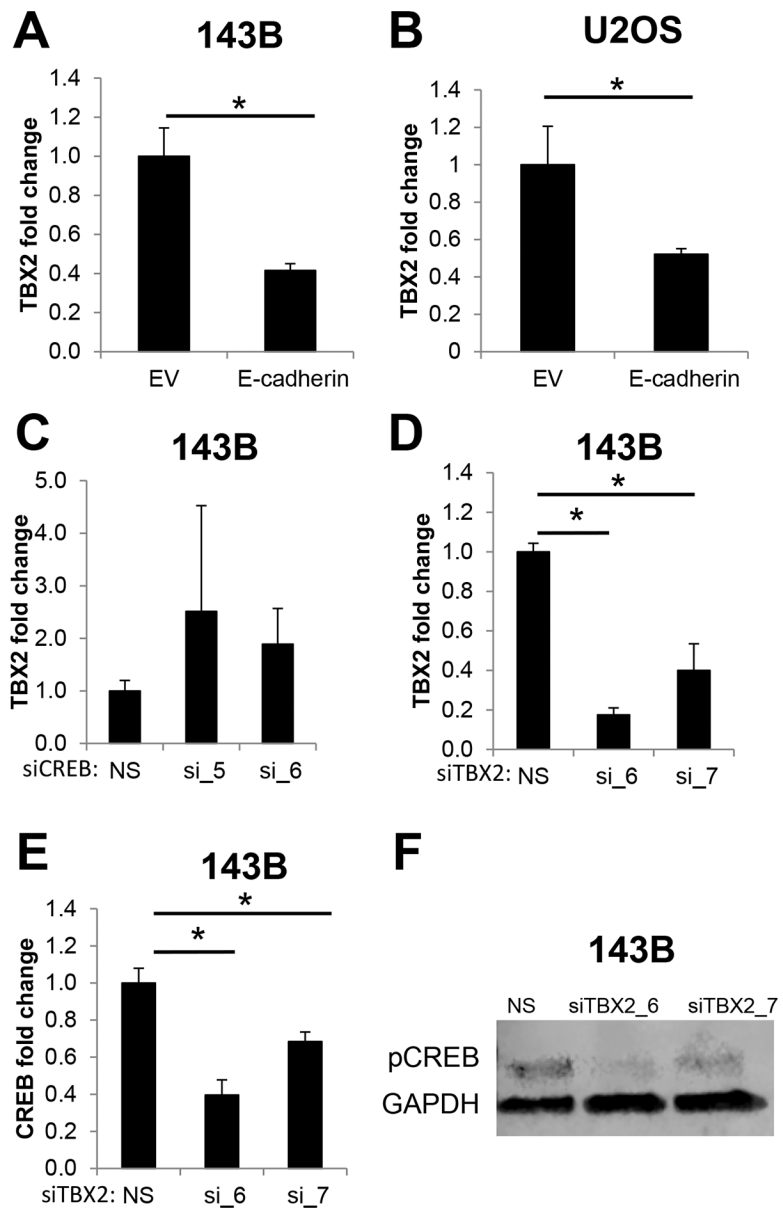 A
143B
TBX2 fold change
1.4
1.2
1.0
0.8
0.6
0.4
0.2
0.0
*
EV E-cadherin
B
U2OS
TBX2 fold change
1.4
1.2
1
0.8
0.6
0.4
0.2
0
*
EV E-cadherin
C
143B
TBX2 fold change
5.0
4.0
3.0
2.0
1.0
0.0
siCREB: NS si_5 si_6
D
143B
TBX2 fold change
1.4
1.2
1.0
0.8
0.6
0.4
0.2
0.0
*
*
siTBX2: NS si_6 si_7
E
143B
CREB fold change
1.4
1.2
1.0
0.8
0.6
0.4
0.2
0.0
*
*
siTBX2: NS si_6 si_7
F
143B
NS siTBX2_6 siTBX2_7
pCREB
GAPDH